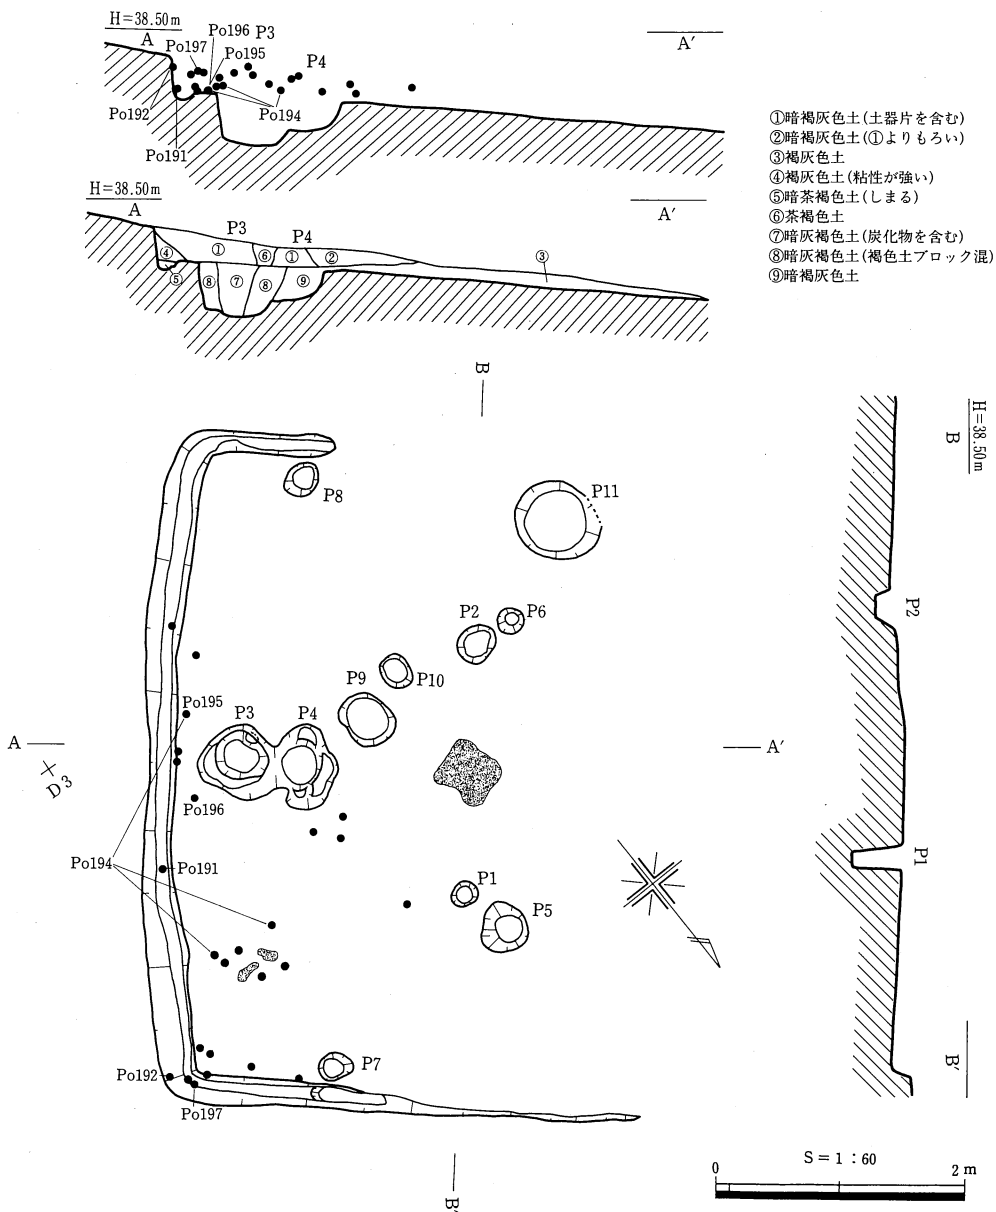 H=38.50m
A
Po196
P3
Po197
Po195
P4
A′
Po192
Po194
Po191
①暗褐灰色土(土器片を含む)
②暗褐灰色土(①よりもろい)
③褐灰色土
④褐灰色土(粘性が強い)
⑤暗茶褐色土(しまる)
⑥茶褐色土
⑦暗灰褐色土(炭化物を含む)
⑧暗灰褐色土(褐色土ブロック混)
⑨暗褐灰色土
H=38.50m
A
A′
P3
P4
④
①
⑥
①
②
③
⑤
⑧
⑦
⑧
⑨
B
H=38.50m
B
P8
P11
P2
P6
P2
P10
P9
Po195
P3
P4
A
A′
D3
Po196
Po194
Po191
P1
P1
P5
P7
Po192
Po197
B′
B′
S=1:60
0
2m